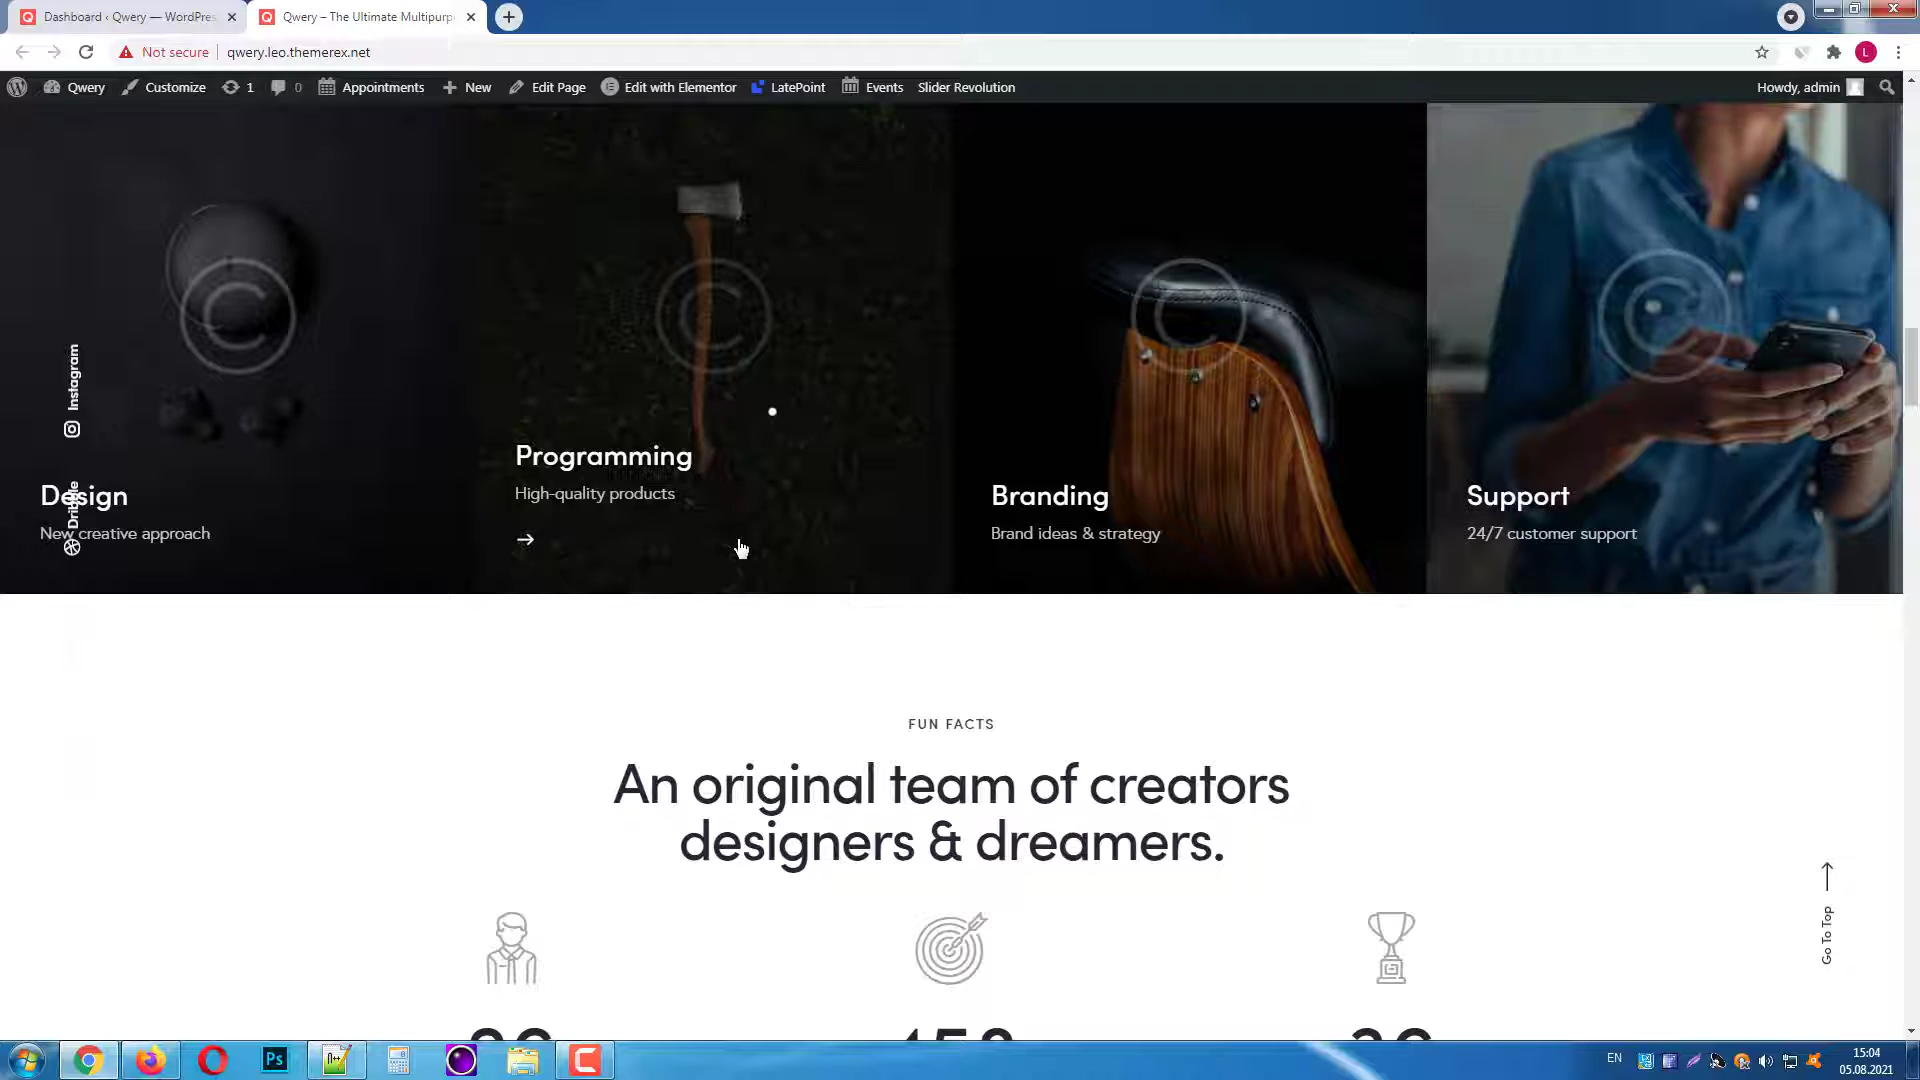 Dashboard ‹ Qwery — WordPres
Qwery – The Ultimate Multipurp
Not secure
qwery.leo.themerex.net
L
Qwery
Customize
1
0
Appointments
New
Edit Page
Edit with Elementor
LatePoint
Events
Slider Revolution
Howdy, admin
Instagram
Dribbble
Design
New creative approach
Programming
High-quality products
Branding
Brand ideas & strategy
Support
24/7 customer support
FUN FACTS
An original team of creators
designers & dreamers.
Go To Top
Ps
EN
15:04
05.08.2021